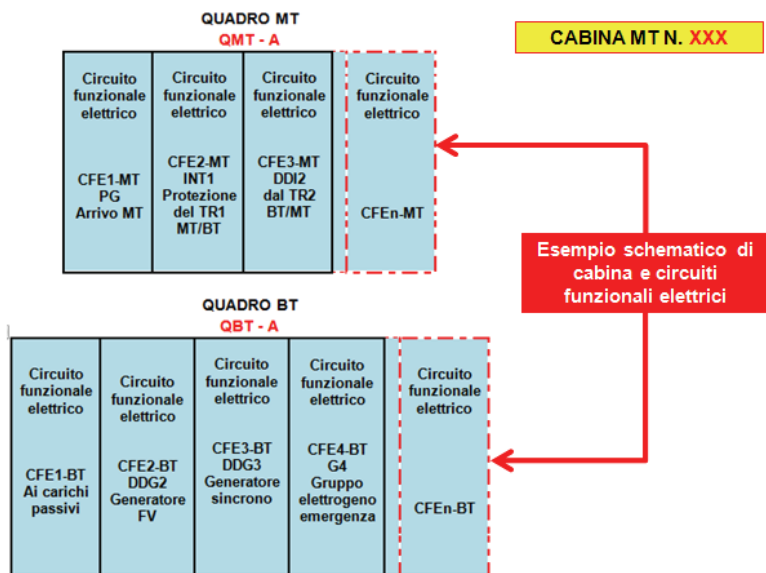 QUADRO MT
QMT - A
CABINA MT N. XXX
Circuito
funzionale
elettrico
CFE1-MT
PG
Arrivo MT
Circuito
funzionale
elettrico
CFE2-MT
INT1
Protezione
del TR1
MT/BT
Circuito
funzionale
elettrico
CFE3-MT
DDI2
dal TR2
BT/MT
Circuito
funzionale
elettrico
CFEn-MT
Esempio schematico di
cabina e circuiti
funzionali elettrici
QUADRO BT
QBT - A
Circuito
funzionale
elettrico
CFE1-BT
Ai carichi
passivi
Circuito
funzionale
elettrico
CFE2-BT
DDG2
Generatore
FV
Circuito
funzionale
elettrico
CFE3-BT
DDG3
Generatore
sincrono
Circuito
funzionale
elettrico
CFE4-BT
G4
Gruppo
elettrogeno
emergenza
Circuito
funzionale
elettrico
CFEn-BT